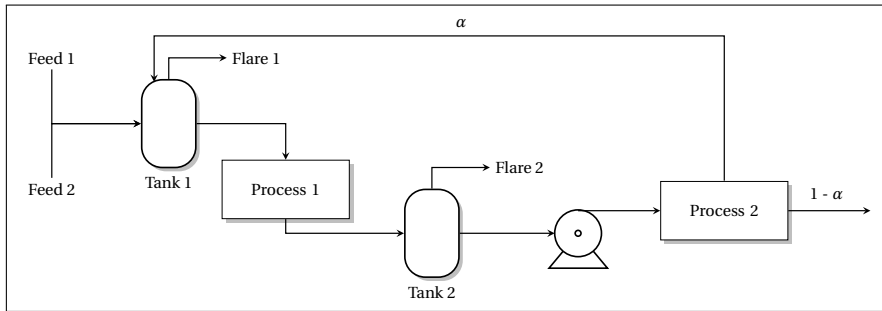 α
Feed 1
Flare 1
Feed 2
Tank 1
Process 1
Flare 2
Process 2
1 - α
Tank 2